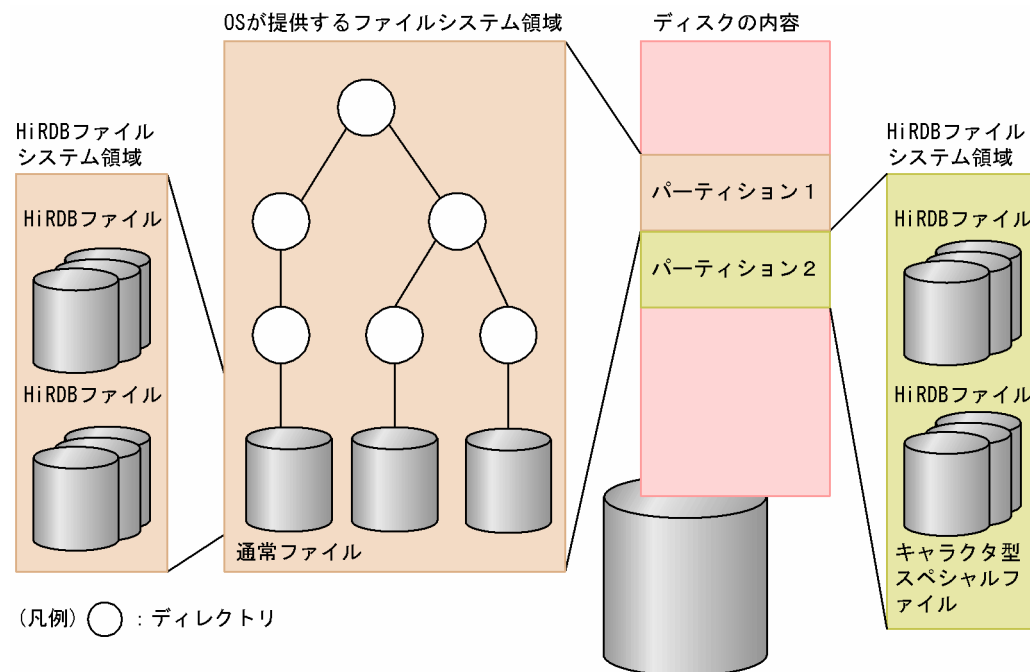 OSが提供するファイルシステム領域
ディスクの内容
HiRDBファイル
システム領域
HiRDBファイル
HiRDBファイル
通常ファイル
パーティション1
パーティション2
HiRDBファイル
システム領域
HiRDBファイル
HiRDBファイル
キャラクタ型
スペシャルフ
ァイル
(凡例) : ディレクトリ